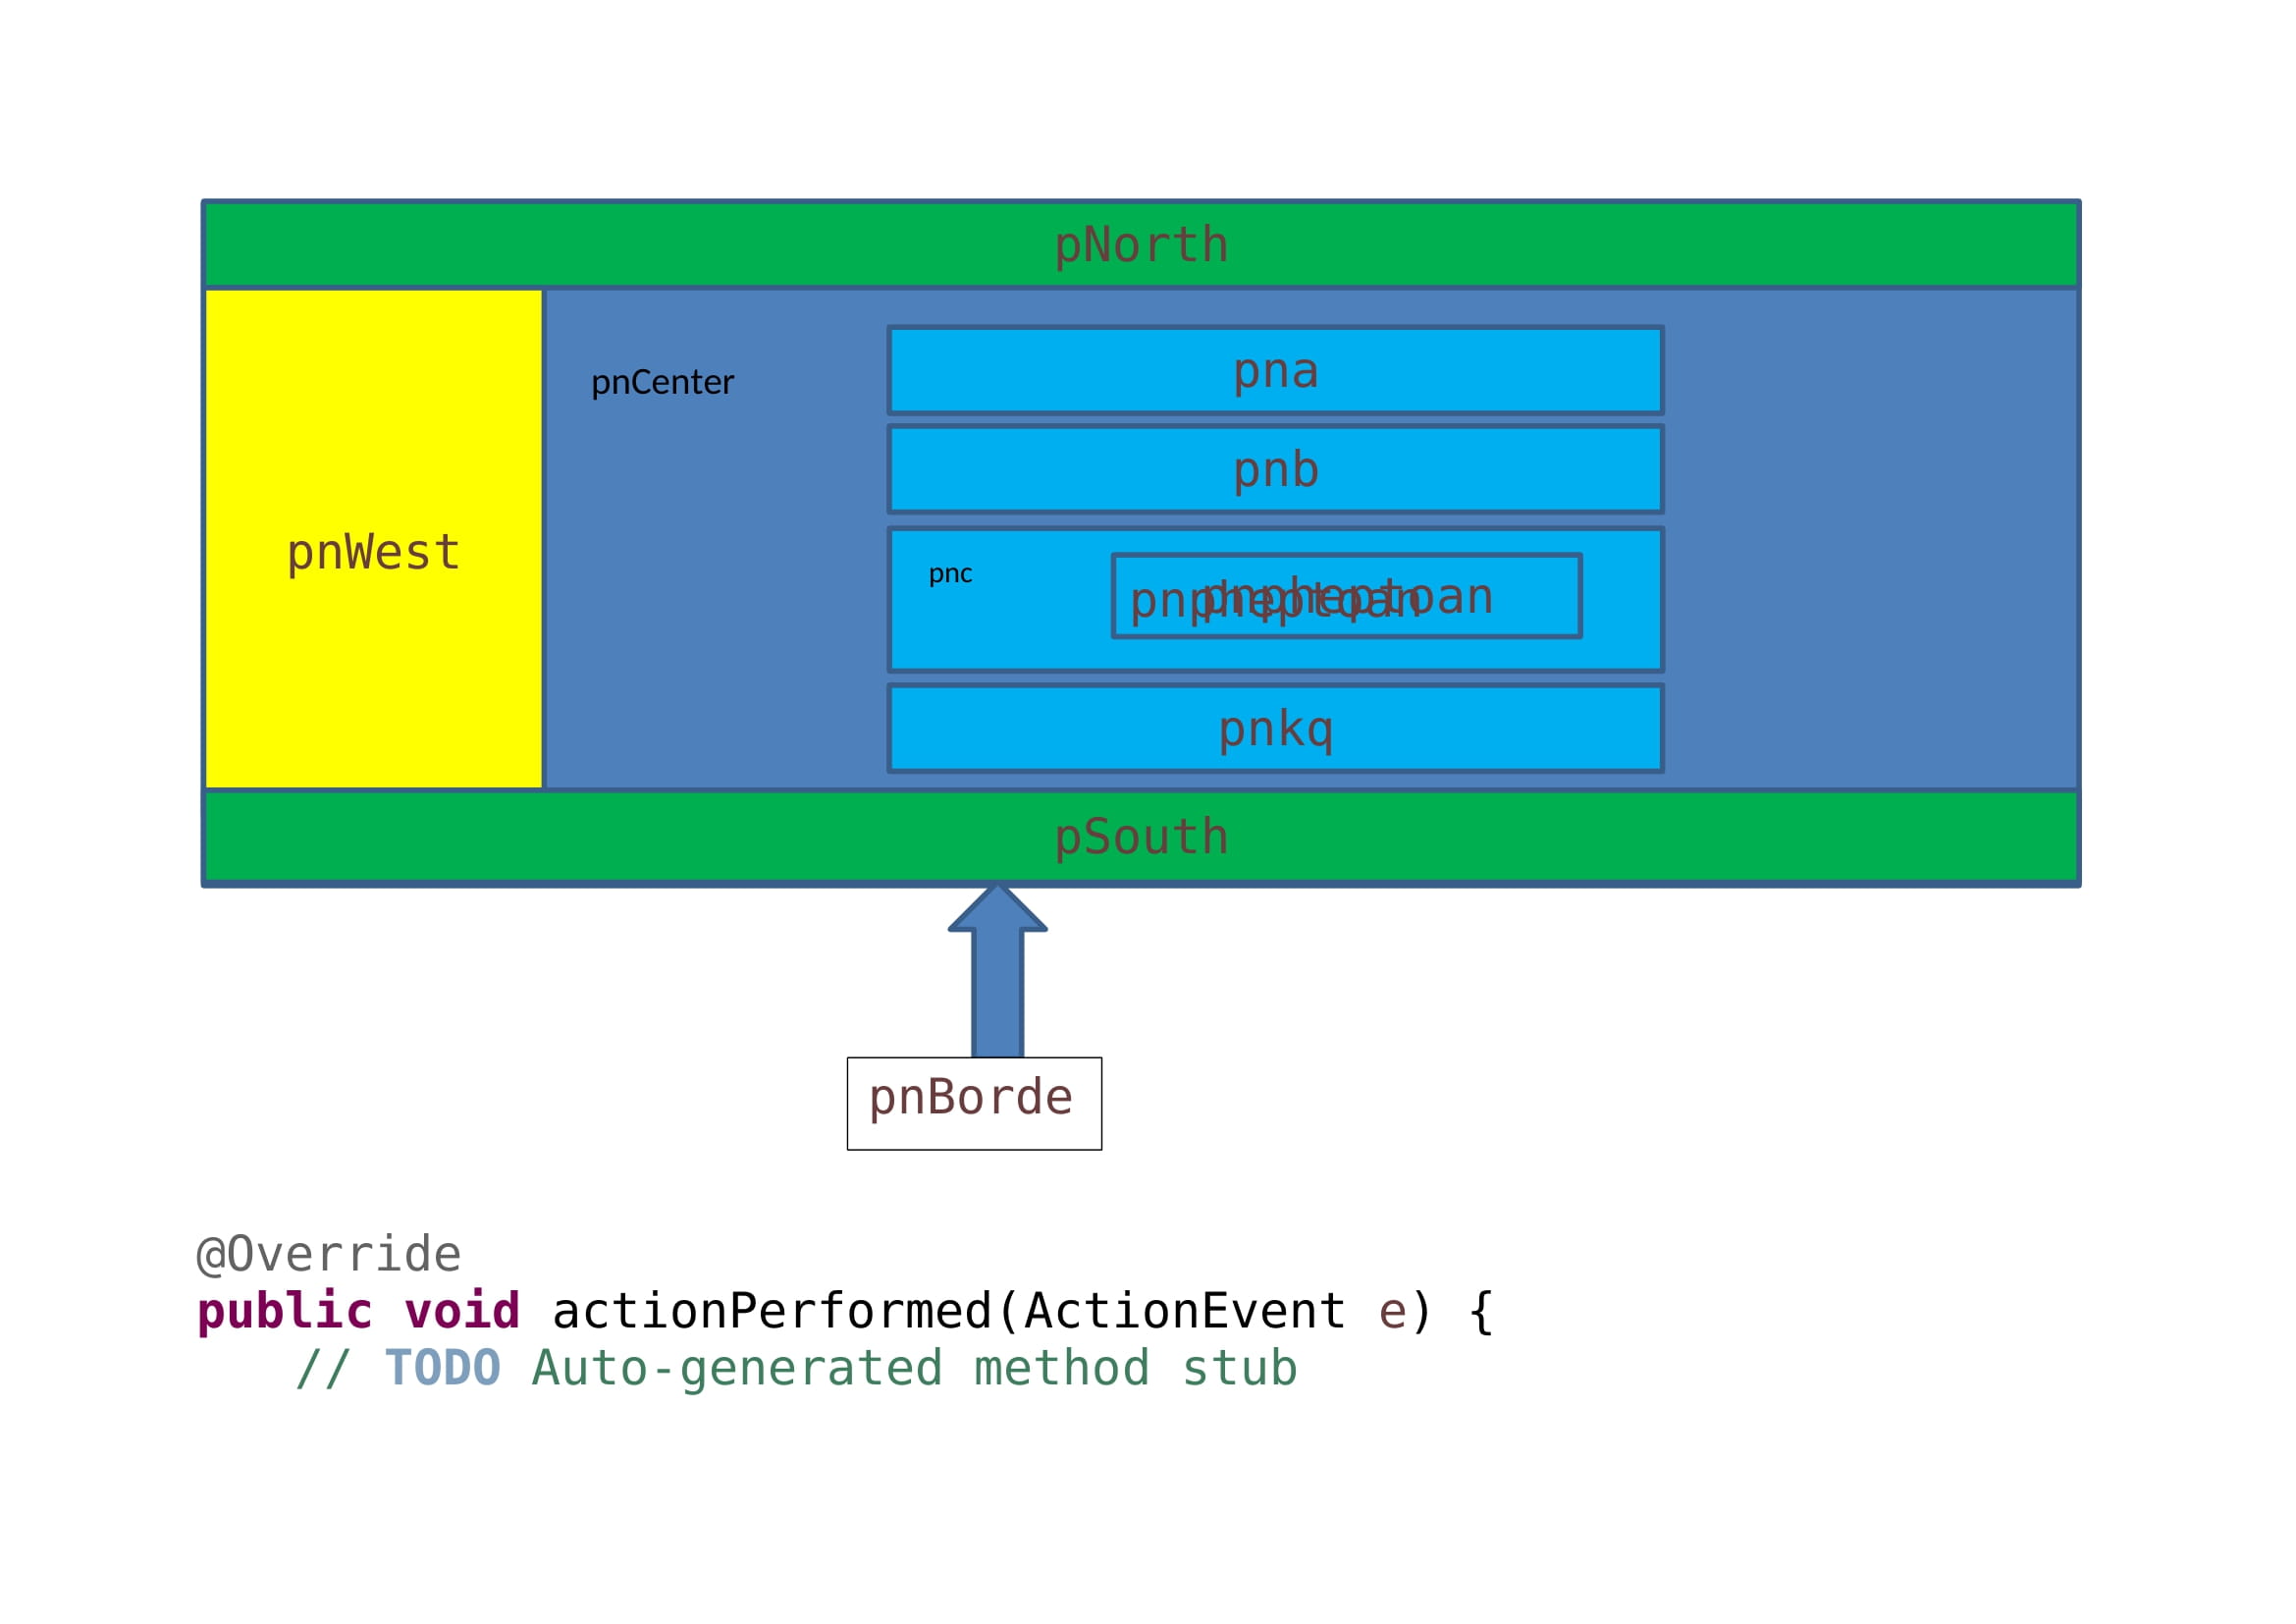 pNorth
pnCenter
pna
pnb
pnWest
pnc
pnkq
pSouth
pnBorde
@Override
public void actionPerformed(ActionEvent e) {
// TODO Auto-generated method stub